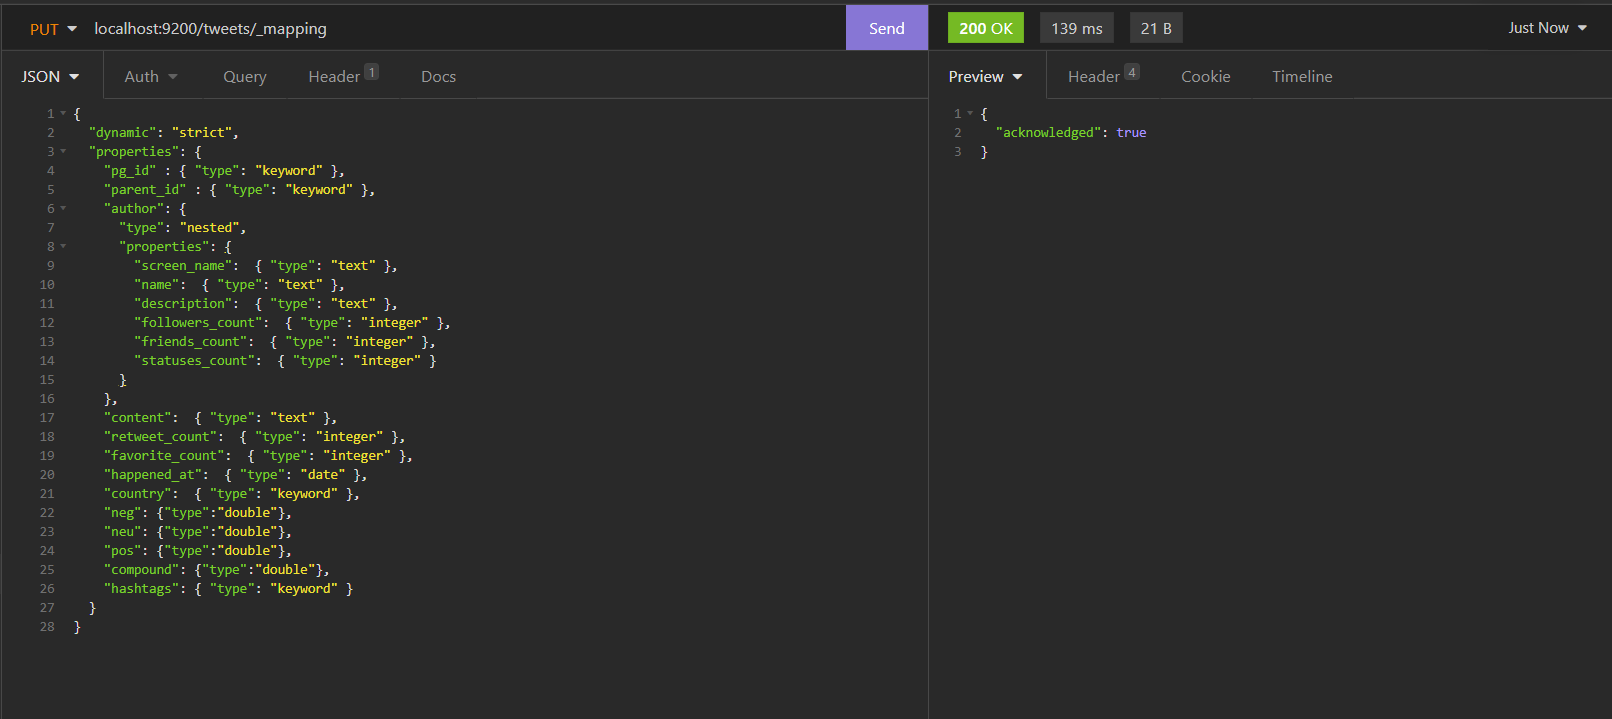 PUT localhost:9200/tweets/_mapping Send 200 OK 139 ms 21 B Just Now
JSON Auth Query Header 1 Docs Preview Header 4 Cookie Timeline
1 {
2 "dynamic": "strict",
3 "properties": {
4 "pg_id" : { "type": "keyword" },
5 "parent_id" : { "type": "keyword" },
6 "author": {
7 "type": "nested",
8 "properties": {
9 "screen_name":  { "type": "text" },
10 "name":  { "type": "text" },
11 "description":  { "type": "text" },
12 "followers_count":  { "type": "integer" },
13 "friends_count":  { "type": "integer" },
14 "statuses_count":  { "type": "integer" }
15 }
16 },
17 "content":  { "type": "text" },
18 "retweet_count":  { "type": "integer" },
19 "favorite_count":  { "type": "integer" },
20 "happened_at":  { "type": "date" },
21 "country":  { "type": "keyword" },
22 "neg": {"type":"double"},
23 "neu": {"type":"double"},
24 "pos": {"type":"double"},
25 "compound": {"type":"double"},
26 "hashtags": { "type": "keyword" }
27 }
28 }
1 {
2 "acknowledged": true
3 }